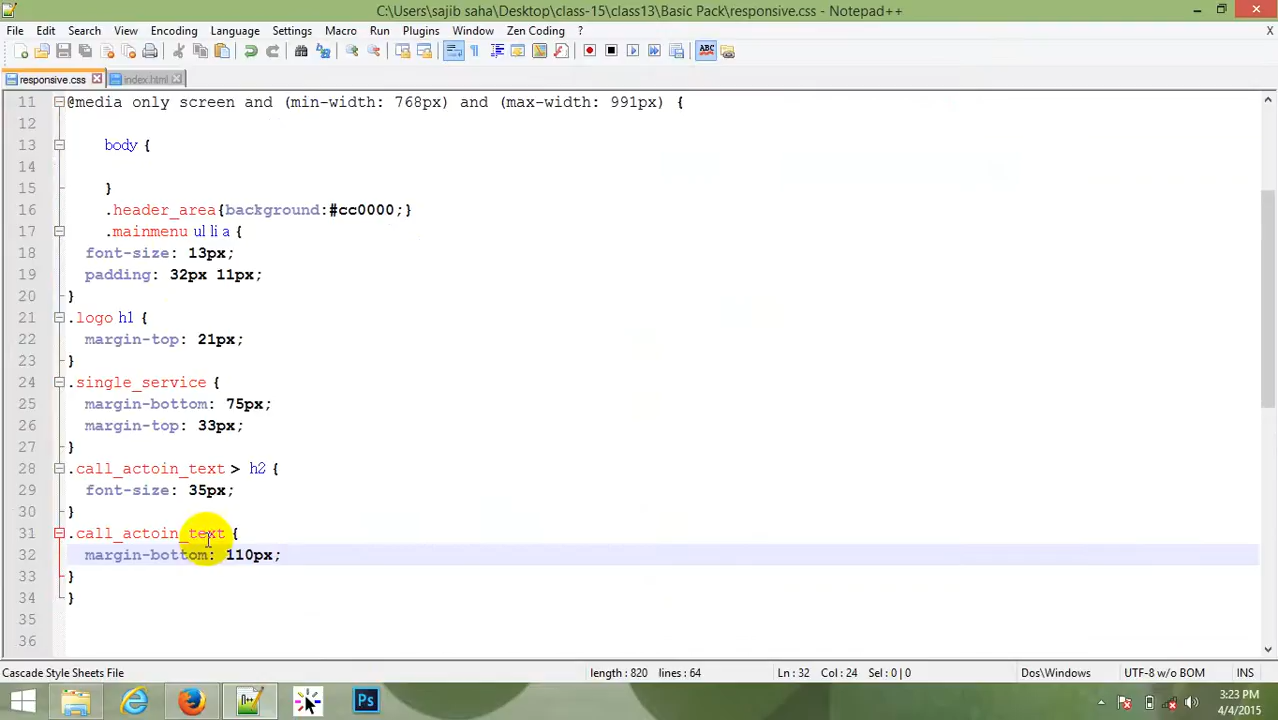 C:\Users\sajib saha\Desktop\class-15\class13\Basic Pack\responsive.css - Notepad++
File Edit Search View Encoding Language Settings Macro Run Plugins Window Zen Coding ? X
ABC
responsive.css index.html
11 @media only screen and (min-width: 768px) and (max-width: 991px) {
12
13 body {
14
15 }
16 .header_area{background:#cc0000;}
17 .mainmenu ul li a {
18 font-size: 13px;
19 padding: 32px 11px;
20 }
21 .logo h1 {
22 margin-top: 21px;
23 }
24 .single_service {
25 margin-bottom: 75px;
26 margin-top: 33px;
27 }
28 .call_actoin_text > h2 {
29 font-size: 35px;
30 }
31 .call_actoin_text {
32 margin-bottom: 110px;
33 }
34 }
35
36
Cascade Style Sheets File length : 820 lines : 64 Ln : 32 Col : 24 Sel : 0 | 0 Dos\Windows UTF-8 w/o BOM INS
Ps
3:23 PM
4/4/2015